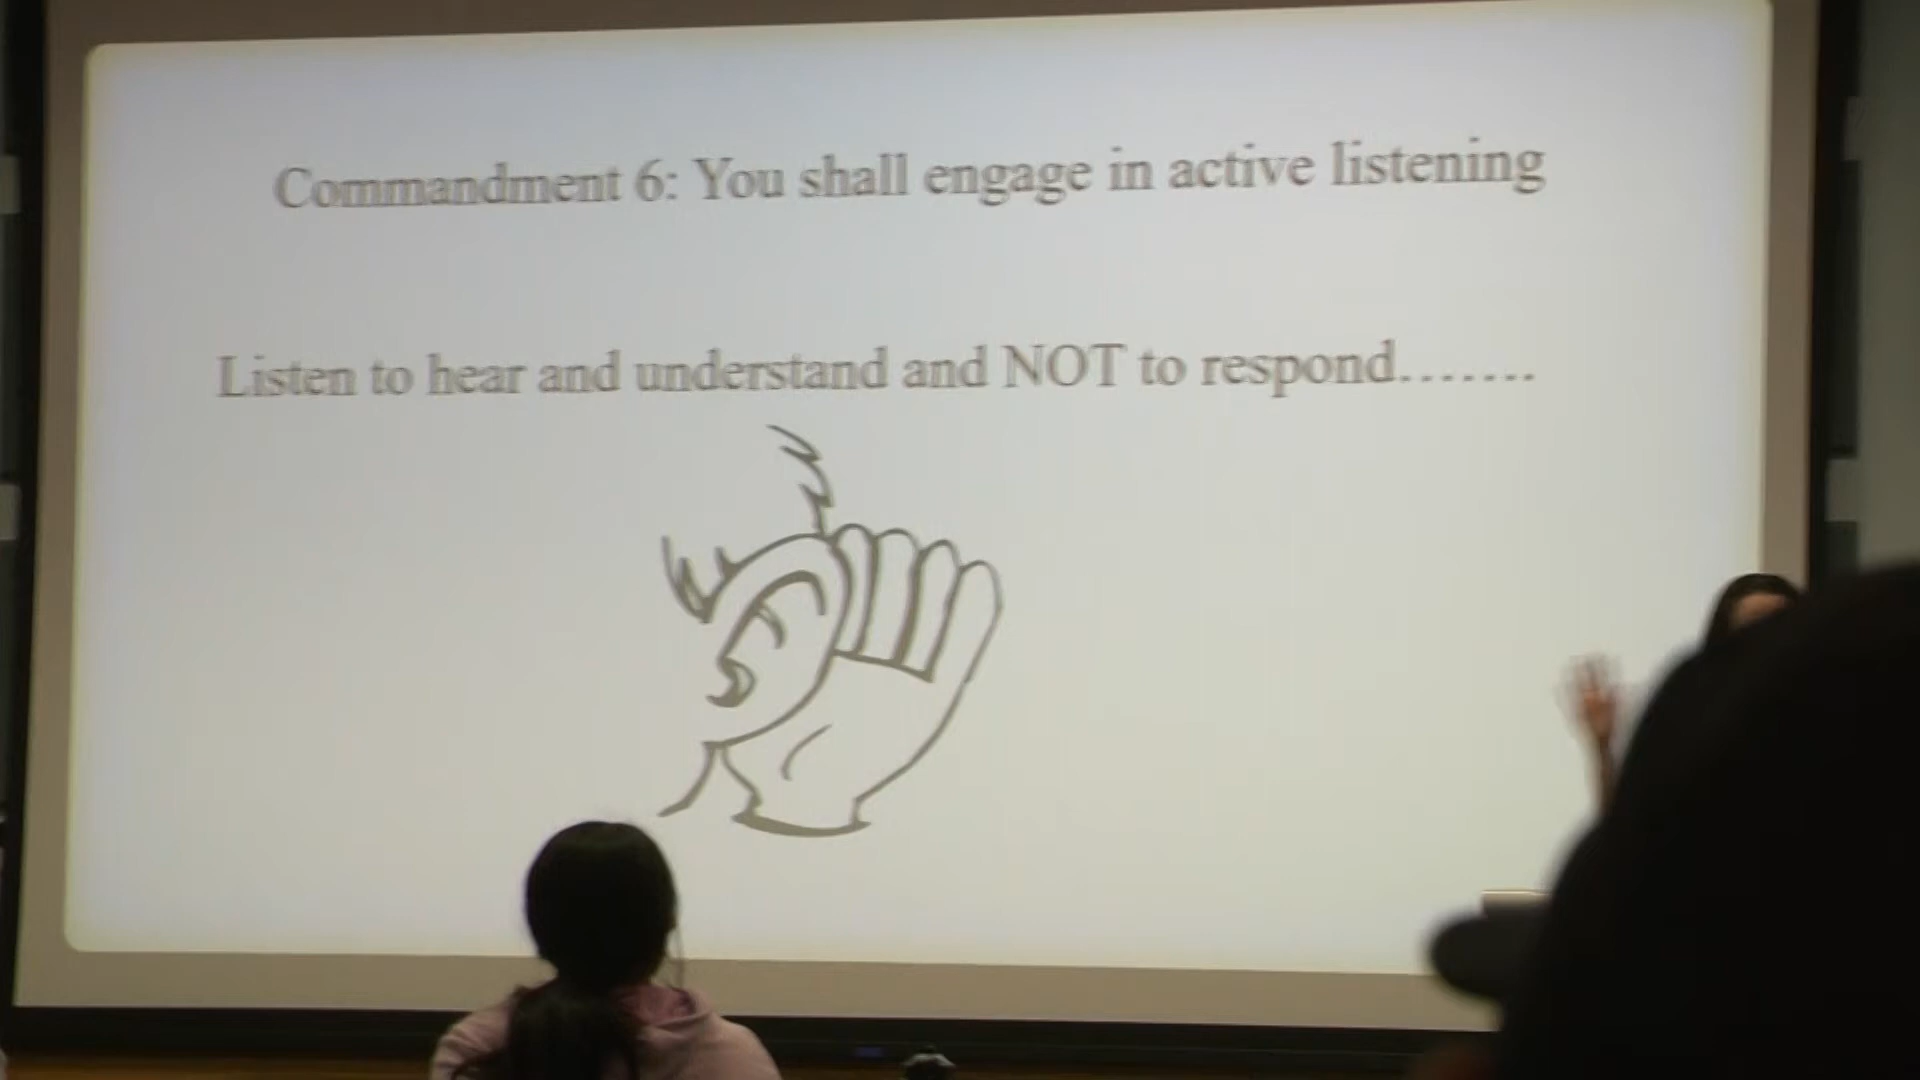 Commandment 6: You shall engage in active listening
Listen to hear and understand and NOT to respond.......